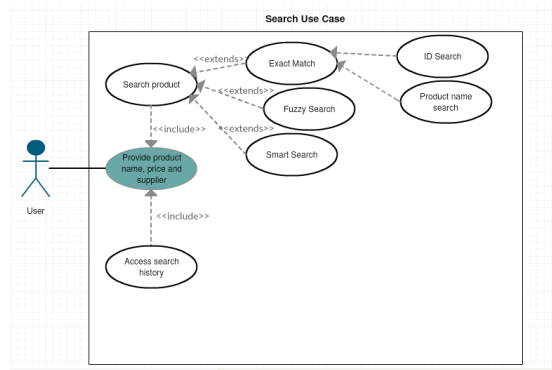 Search Use Case
<<extends>>
Exact Match
ID Search
Search product
<<extends>>
Product name
search
Fuzzy Search
<<include>>
<<extends>>
Smart Search
Provide product
name, price and
supplier
User
<<include>>
Access search
history